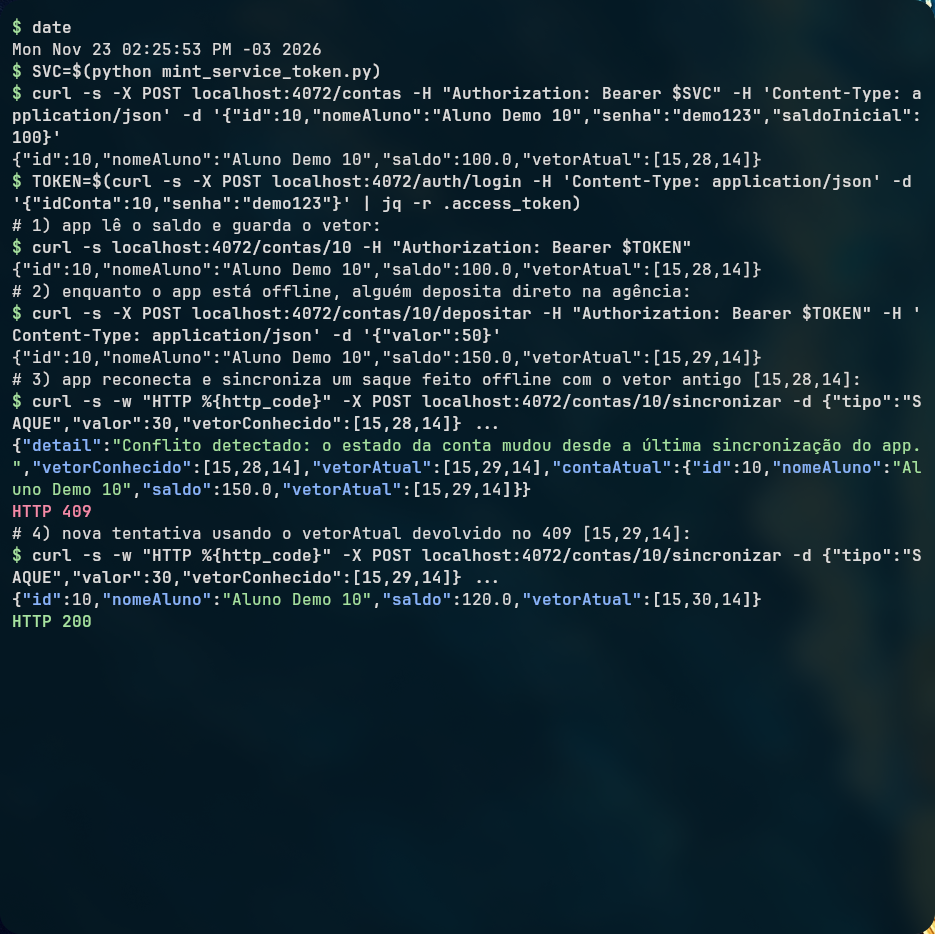 $ date
Mon Nov 23 02:25:53 PM -03 2026
$ SVC=$(python mint_service_token.py)
$ curl -s -X POST localhost:4072/contas -H "Authorization: Bearer $SVC" -H 'Content-Type: a
pplication/json' -d '{"id":10,"nomeAluno":"Aluno Demo 10","senha":"demo123","saldoInicial":
100}'
{"id":10,"nomeAluno":"Aluno Demo 10","saldo":100.0,"vetorAtual":[15,28,14]}
$ TOKEN=$(curl -s -X POST localhost:4072/auth/login -H 'Content-Type: application/json' -d
'{"idConta":10,"senha":"demo123"}' | jq -r .access_token)
# 1) app lê o saldo e guarda o vetor:
$ curl -s localhost:4072/contas/10 -H "Authorization: Bearer $TOKEN"
{"id":10,"nomeAluno":"Aluno Demo 10","saldo":100.0,"vetorAtual":[15,28,14]}
# 2) enquanto o app está offline, alguém deposita direto na agência:
$ curl -s -X POST localhost:4072/contas/10/depositar -H "Authorization: Bearer $TOKEN" -H '
Content-Type: application/json' -d '{"valor":50}'
{"id":10,"nomeAluno":"Aluno Demo 10","saldo":150.0,"vetorAtual":[15,29,14]}
# 3) app reconecta e sincroniza um saque feito offline com o vetor antigo [15,28,14]:
$ curl -s -w "HTTP %{http_code}" -X POST localhost:4072/contas/10/sincronizar -d {"tipo":"S
AQUE","valor":30,"vetorConhecido":[15,28,14]} ...
{"detail":"Conflito detectado: o estado da conta mudou desde a última sincronização do app.
","vetorConhecido":[15,28,14],"vetorAtual":[15,29,14],"contaAtual":{"id":10,"nomeAluno":"Al
uno Demo 10","saldo":150.0,"vetorAtual":[15,29,14]}}
HTTP 409
# 4) nova tentativa usando o vetorAtual devolvido no 409 [15,29,14]:
$ curl -s -w "HTTP %{http_code}" -X POST localhost:4072/contas/10/sincronizar -d {"tipo":"S
AQUE","valor":30,"vetorConhecido":[15,29,14]} ...
{"id":10,"nomeAluno":"Aluno Demo 10","saldo":120.0,"vetorAtual":[15,30,14]}
HTTP 200